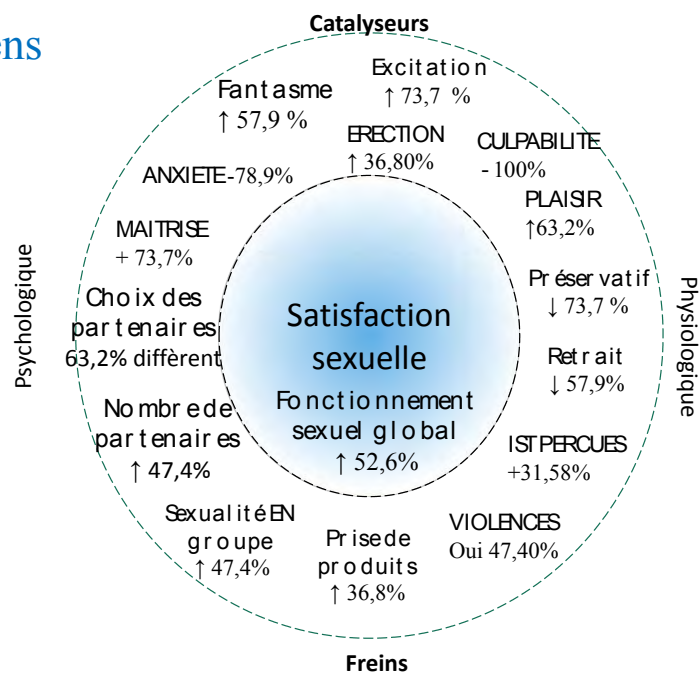 ens
Catalyseurs
Excitation
↑ 73,7 %
Fantasme
↑ 57,9 %
ERECTION
↑ 36,80%
CULPABILITE
- 100%
ANXIETE -78,9%
PLAISIR
↑63,2%
MAITRISE
+ 73,7%
Psychologique
Physiologique
Préservatif
↓ 73,7 %
Choix des
partenaires
63,2% diffèrent
Satisfaction
sexuelle
Retrait
↓ 57,9%
Fonctionnement
sexuel global
↑ 52,6%
Nombre de
partenaires
↑ 47,4%
IST PERCUES
+31,58%
Sexualité EN
groupe
↑ 47,4%
Prise de
produits
↑ 36,8%
VIOLENCES
Oui 47,40%
Freins